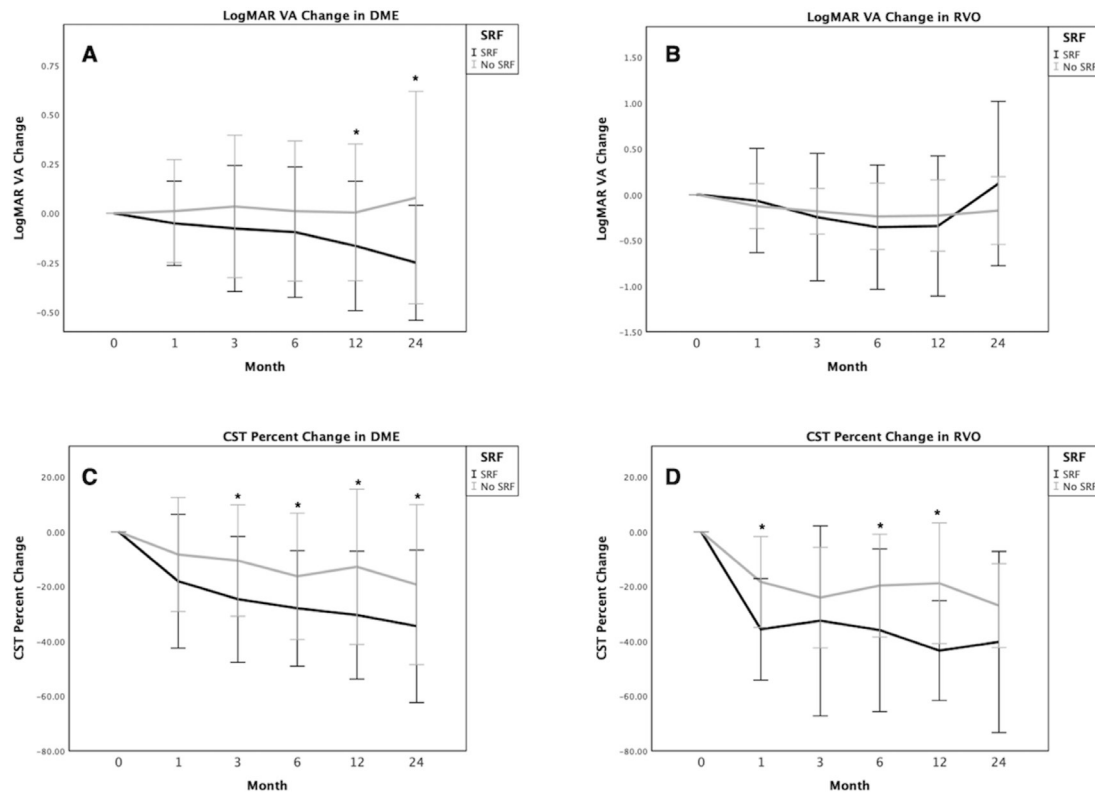 LogMAR VA Change in DME
A
SRF
SRF
No SRF
*
*
LogMAR VA Change
0.75
0.50
0.25
0.00
-0.25
-0.50
0 1 3 6 12 24
Month
LogMAR VA Change in RVO
B
SRF
SRF
No SRF
LogMAR VA Change
1.50
1.00
0.50
0.00
-0.50
-1.00
-1.50
0 1 3 6 12 24
Month
CST Percent Change in DME
C
SRF
SRF
No SRF
* * * *
CST Percent Change
20.00
0.00
-20.00
-40.00
-60.00
-80.00
0 1 3 6 12 24
Month
CST Percent Change in RVO
D
SRF
SRF
No SRF
* * *
CST Percent Change
20.00
0.00
-20.00
-40.00
-60.00
-80.00
0 1 3 6 12 24
Month